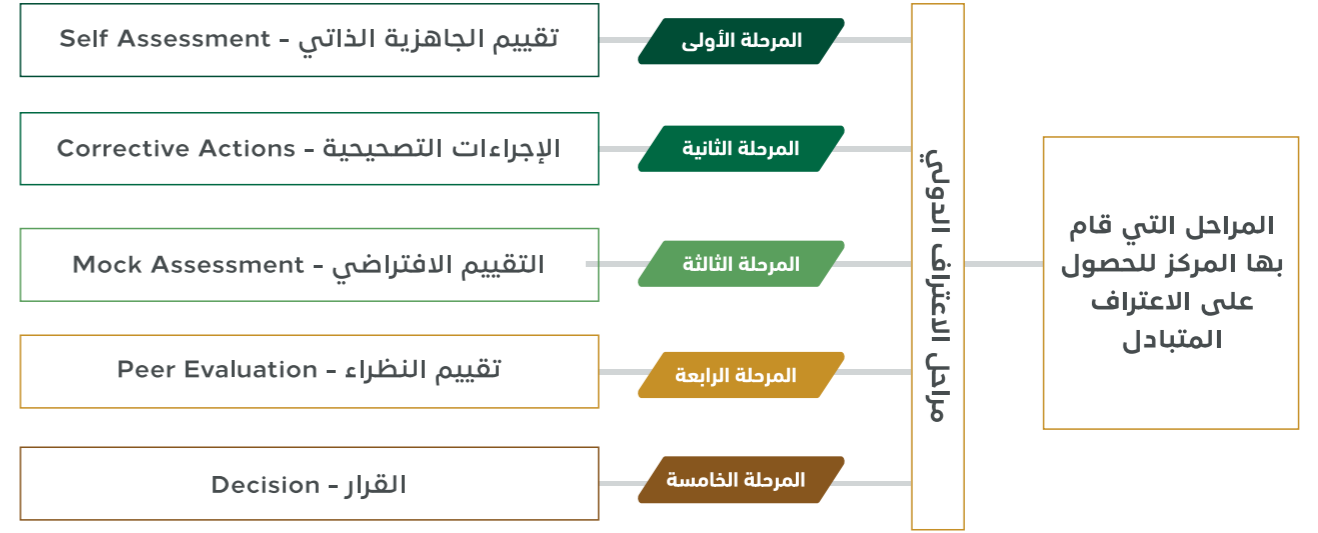 المراحل التي قام
بها المركز للحصول
على الاعتراف
المتبادل
مراحل الاعتراف الدولي
المرحلة الأولى
تقييم الجاهزية الذاتي - Self Assessment
المرحلة الثانية
الإجراءات التصحيحية - Corrective Actions
المرحلة الثالثة
التقييم الافتراضي - Mock Assessment
المرحلة الرابعة
تقييم النظراء - Peer Evaluation
المرحلة الخامسة
القرار - Decision